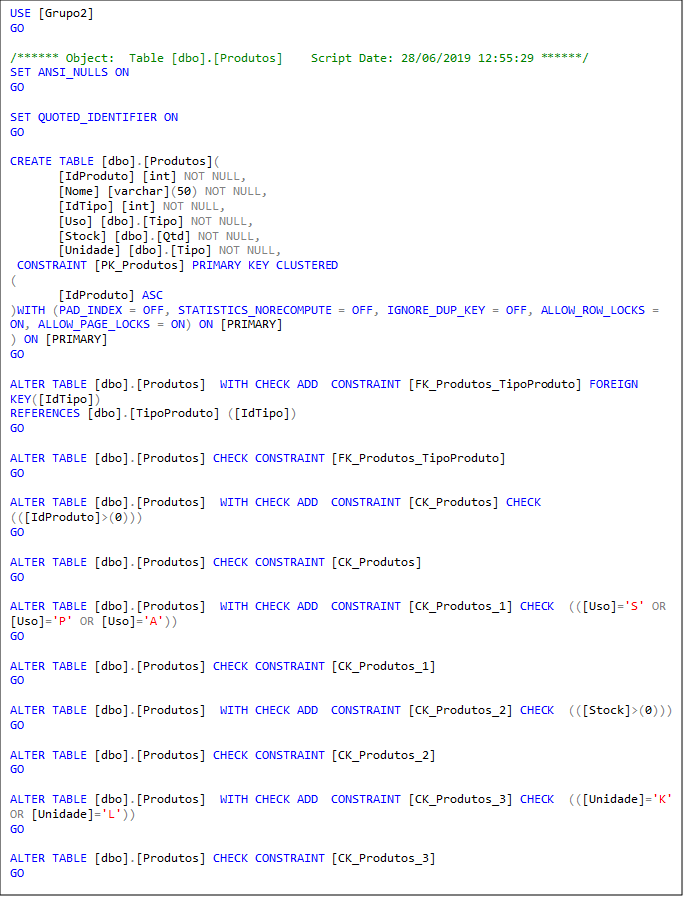 USE [Grupo2]
GO
/****** Object:  Table [dbo].[Produtos]    Script Date: 28/06/2019 12:55:29 ******/
SET ANSI_NULLS ON
GO
SET QUOTED_IDENTIFIER ON
GO
CREATE TABLE [dbo].[Produtos](
[IdProduto] [int] NOT NULL,
[Nome] [varchar](50) NOT NULL,
[IdTipo] [int] NOT NULL,
[Uso] [dbo].[Tipo] NOT NULL,
[Stock] [dbo].[Qtd] NOT NULL,
[Unidade] [dbo].[Tipo] NOT NULL,
CONSTRAINT [PK_Produtos] PRIMARY KEY CLUSTERED
(
[IdProduto] ASC
)WITH (PAD_INDEX = OFF, STATISTICS_NORECOMPUTE = OFF, IGNORE_DUP_KEY = OFF, ALLOW_ROW_LOCKS =
ON, ALLOW_PAGE_LOCKS = ON) ON [PRIMARY]
) ON [PRIMARY]
GO
ALTER TABLE [dbo].[Produtos]  WITH CHECK ADD  CONSTRAINT [FK_Produtos_TipoProduto] FOREIGN
KEY([IdTipo])
REFERENCES [dbo].[TipoProduto] ([IdTipo])
GO
ALTER TABLE [dbo].[Produtos] CHECK CONSTRAINT [FK_Produtos_TipoProduto]
GO
ALTER TABLE [dbo].[Produtos]  WITH CHECK ADD  CONSTRAINT [CK_Produtos] CHECK
(([IdProduto]>(0)))
GO
ALTER TABLE [dbo].[Produtos] CHECK CONSTRAINT [CK_Produtos]
GO
ALTER TABLE [dbo].[Produtos]  WITH CHECK ADD  CONSTRAINT [CK_Produtos_1] CHECK  (([Uso]='S' OR
[Uso]='P' OR [Uso]='A'))
GO
ALTER TABLE [dbo].[Produtos] CHECK CONSTRAINT [CK_Produtos_1]
GO
ALTER TABLE [dbo].[Produtos]  WITH CHECK ADD  CONSTRAINT [CK_Produtos_2] CHECK  (([Stock]>(0)))
GO
ALTER TABLE [dbo].[Produtos] CHECK CONSTRAINT [CK_Produtos_2]
GO
ALTER TABLE [dbo].[Produtos]  WITH CHECK ADD  CONSTRAINT [CK_Produtos_3] CHECK  (([Unidade]='K'
OR [Unidade]='L'))
GO
ALTER TABLE [dbo].[Produtos] CHECK CONSTRAINT [CK_Produtos_3]
GO